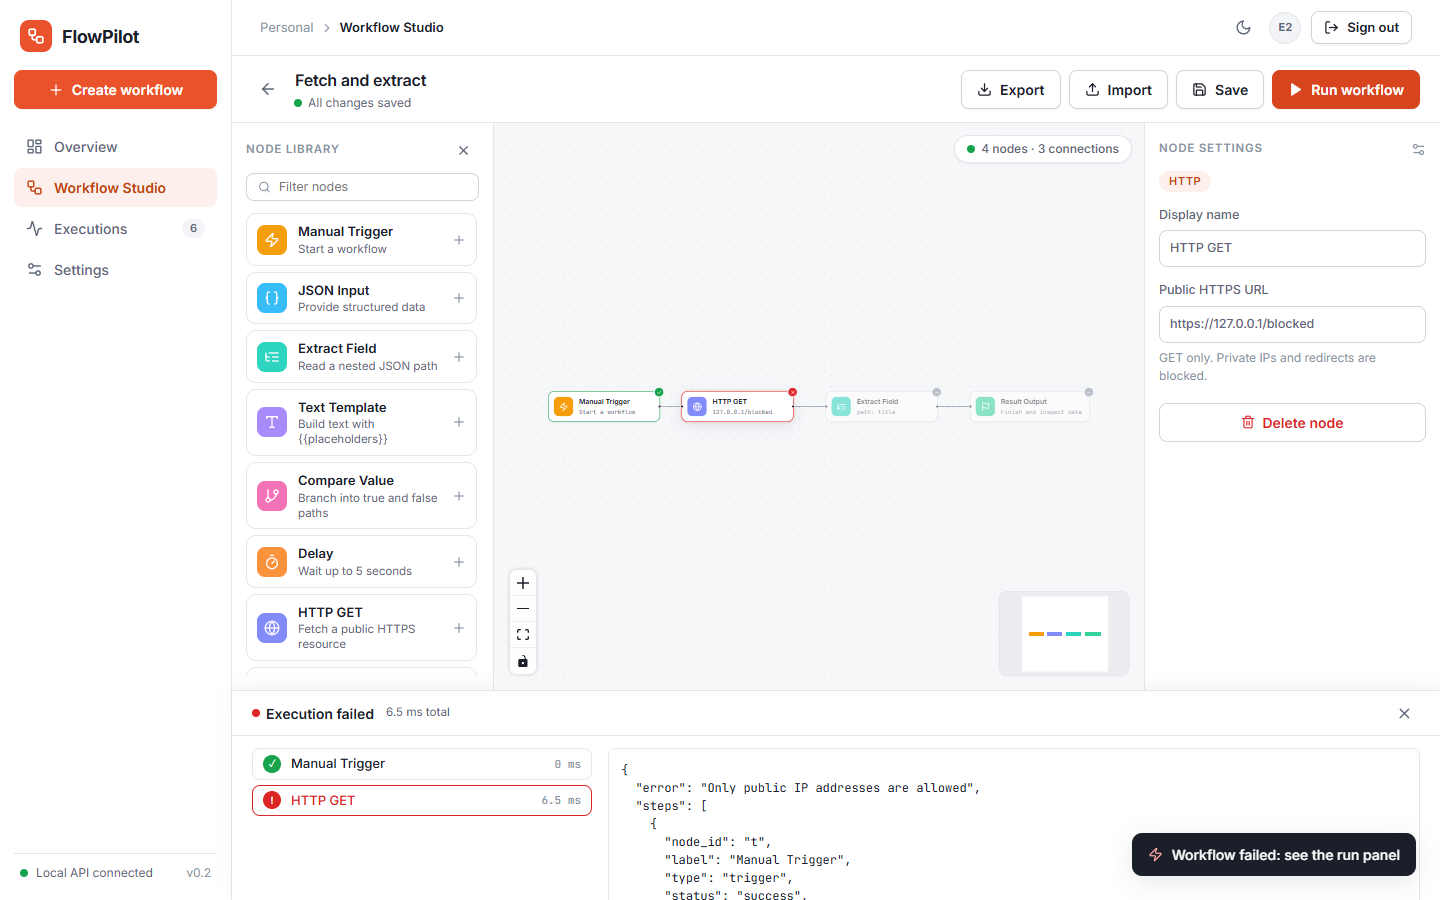 FlowPilot
Create workflow
Overview
Workflow Studio
Executions
6
Settings
Local API connected
v0.2
Personal
Workflow Studio
E2
Sign out
Fetch and extract
All changes saved
Export
Import
Save
Run workflow
NODE LIBRARY
Filter nodes
Manual Trigger
Start a workflow
JSON Input
Provide structured data
Extract Field
Read a nested JSON path
Text Template
Build text with
{{placeholders}}
Compare Value
Branch into true and false
paths
Delay
Wait up to 5 seconds
HTTP GET
Fetch a public HTTPS
resource
4 nodes · 3 connections
Manual Trigger
Start a workflow
HTTP GET
127.0.0.1/blocked
Extract Field
path: title
Result Output
Finish and inspect data
NODE SETTINGS
HTTP
Display name
HTTP GET
Public HTTPS URL
https://127.0.0.1/blocked
GET only. Private IPs and redirects are
blocked.
Delete node
Execution failed
6.5 ms total
Manual Trigger
0 ms
HTTP GET
6.5 ms
{
"error": "Only public IP addresses are allowed",
"steps": [
{
"node_id": "t",
"label": "Manual Trigger",
"type": "trigger",
"status": "success",
Workflow failed: see the run panel